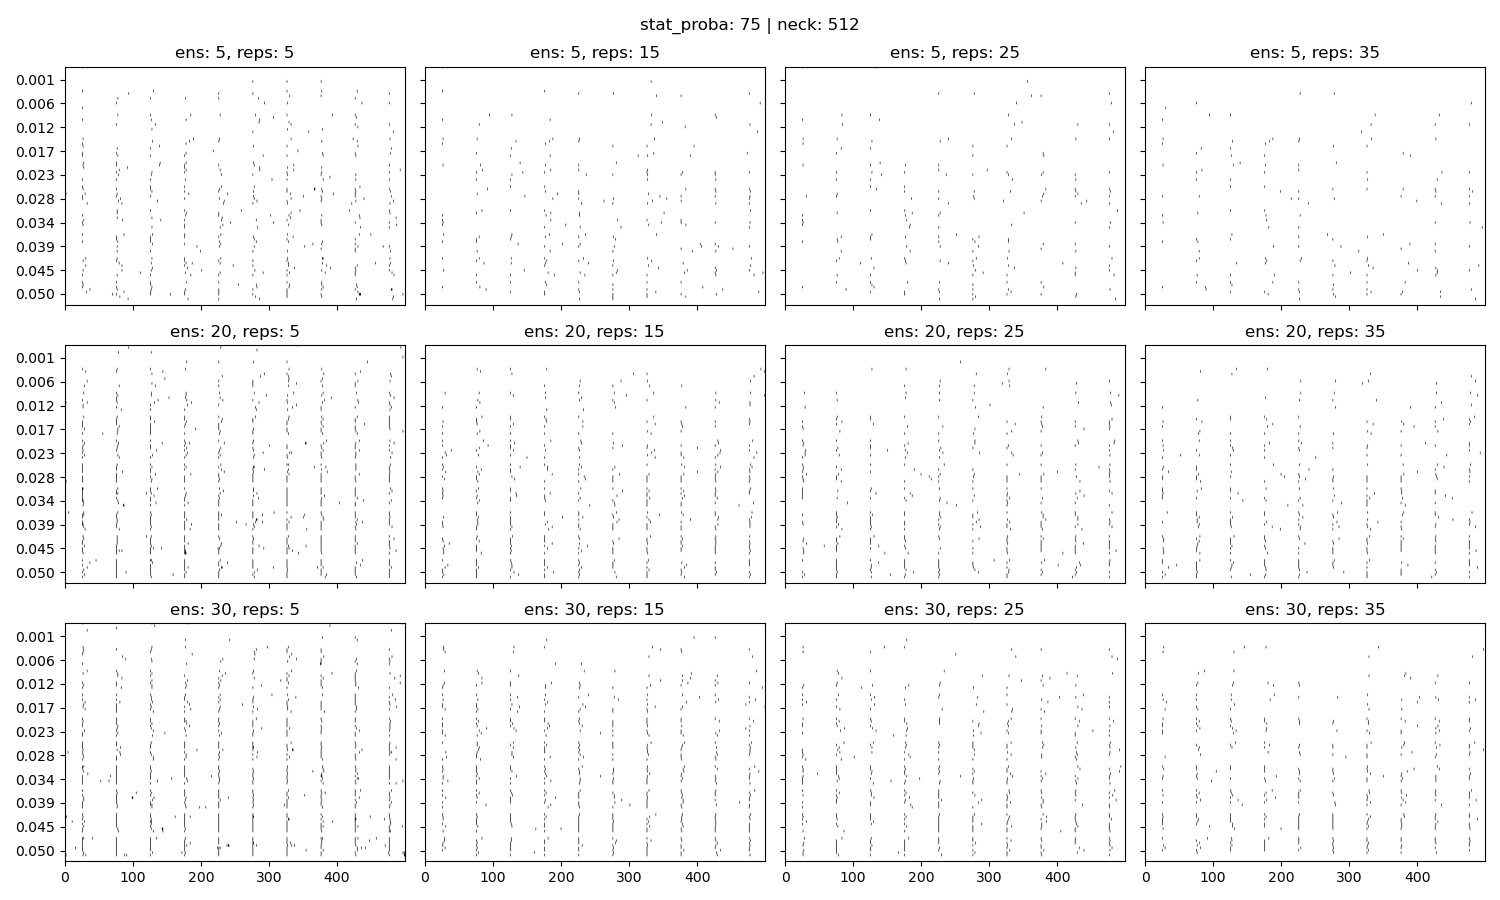 stat_proba: 75 | neck: 512
ens: 5, reps: 5
ens: 5, reps: 15
ens: 5, reps: 25
ens: 5, reps: 35
0.001
0.006
0.012
0.017
0.023
0.028
0.034
0.039
0.045
0.050
ens: 20, reps: 5
ens: 20, reps: 15
ens: 20, reps: 25
ens: 20, reps: 35
0.001
0.006
0.012
0.017
0.023
0.028
0.034
0.039
0.045
0.050
ens: 30, reps: 5
ens: 30, reps: 15
ens: 30, reps: 25
ens: 30, reps: 35
0.001
0.006
0.012
0.017
0.023
0.028
0.034
0.039
0.045
0.050
0 100 200 300 400
0 100 200 300 400
0 100 200 300 400
0 100 200 300 400